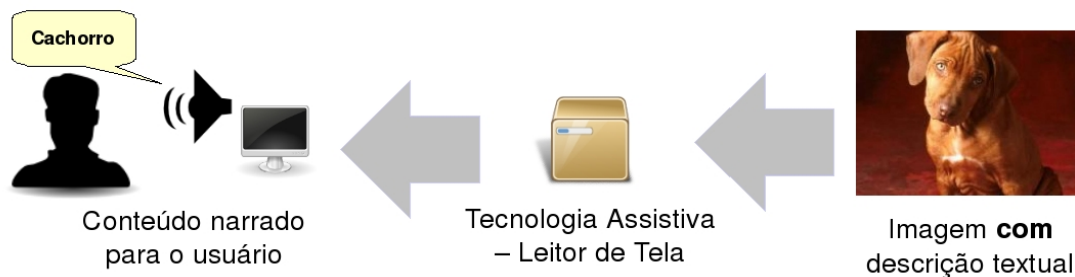 Cachorro
Conteúdo narrado
para o usuário
Tecnologia Assistiva
– Leitor de Tela
Imagem com
descrição textual